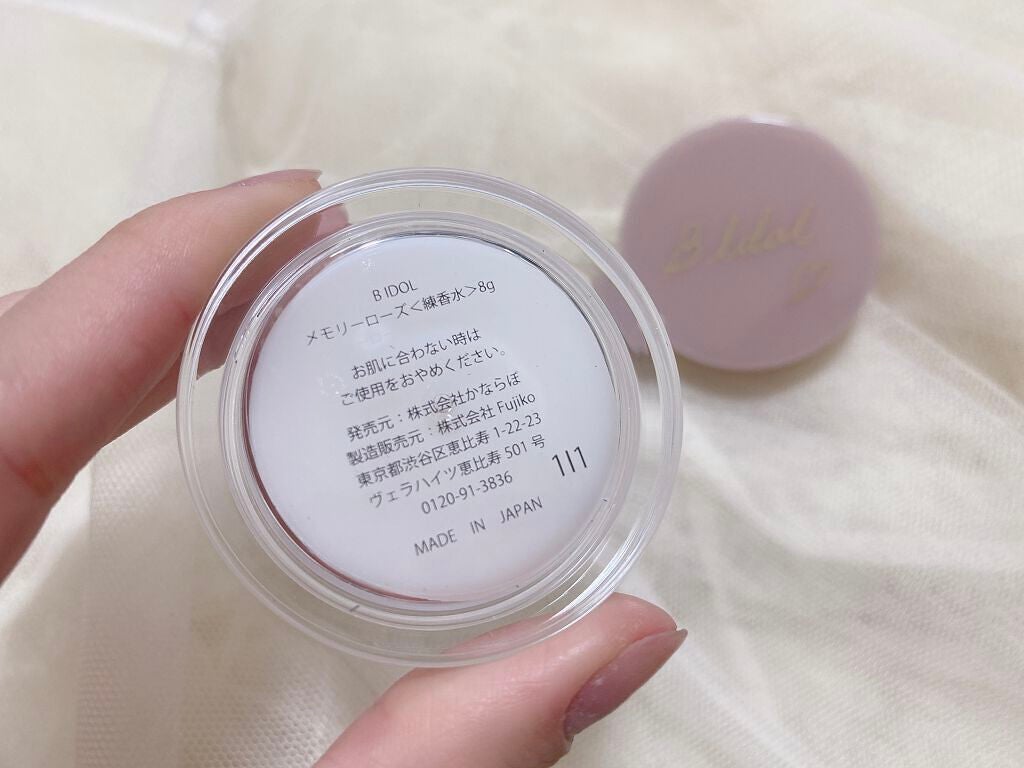 B IDOL
メモリーローズ<練香水>8g
お肌に合わない時は
ご使用をおやめください。
発売元：株式会社かならぼ
製造販売元：株式会社 Fujiko
東京都渋谷区恵比寿 1-22-23
ヴェラハイツ恵比寿 501 号
0120-91-3836
1I1
MADE IN JAPAN
B Idol